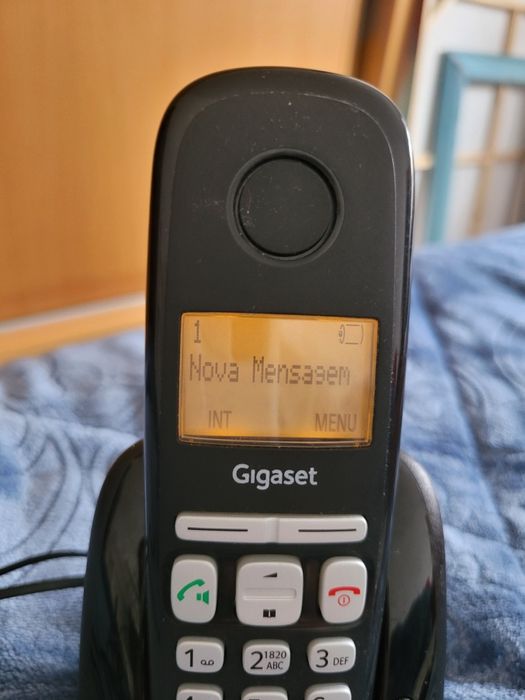 1
Nova Mensagem
INT MENU
Gigaset
1 2 1820 ABC 3 DEF